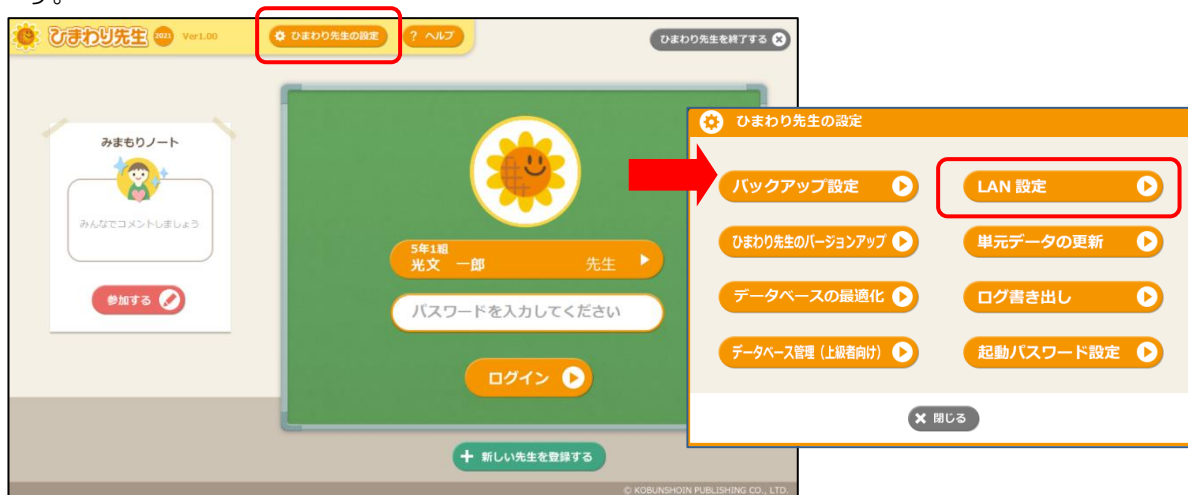 す。
ひまわり先生 2021 Ver1.00
ひまわり先生の設定
? ヘルプ
ひまわり先生を終了する
みまもりノート
みんなでコメントしましょう
参加する
5年1組
光文 一郎 先生
パスワードを入力してください
ログイン
新しい先生を登録する
© KOBUNSHOIN PUBLISHING CO., LTD.
ひまわり先生の設定
バックアップ設定
LAN 設定
ひまわり先生のバージョンアップ
単元データの更新
データベースの最適化
ログ書き出し
データベース管理（上級者向け）
起動パスワード設定
閉じる